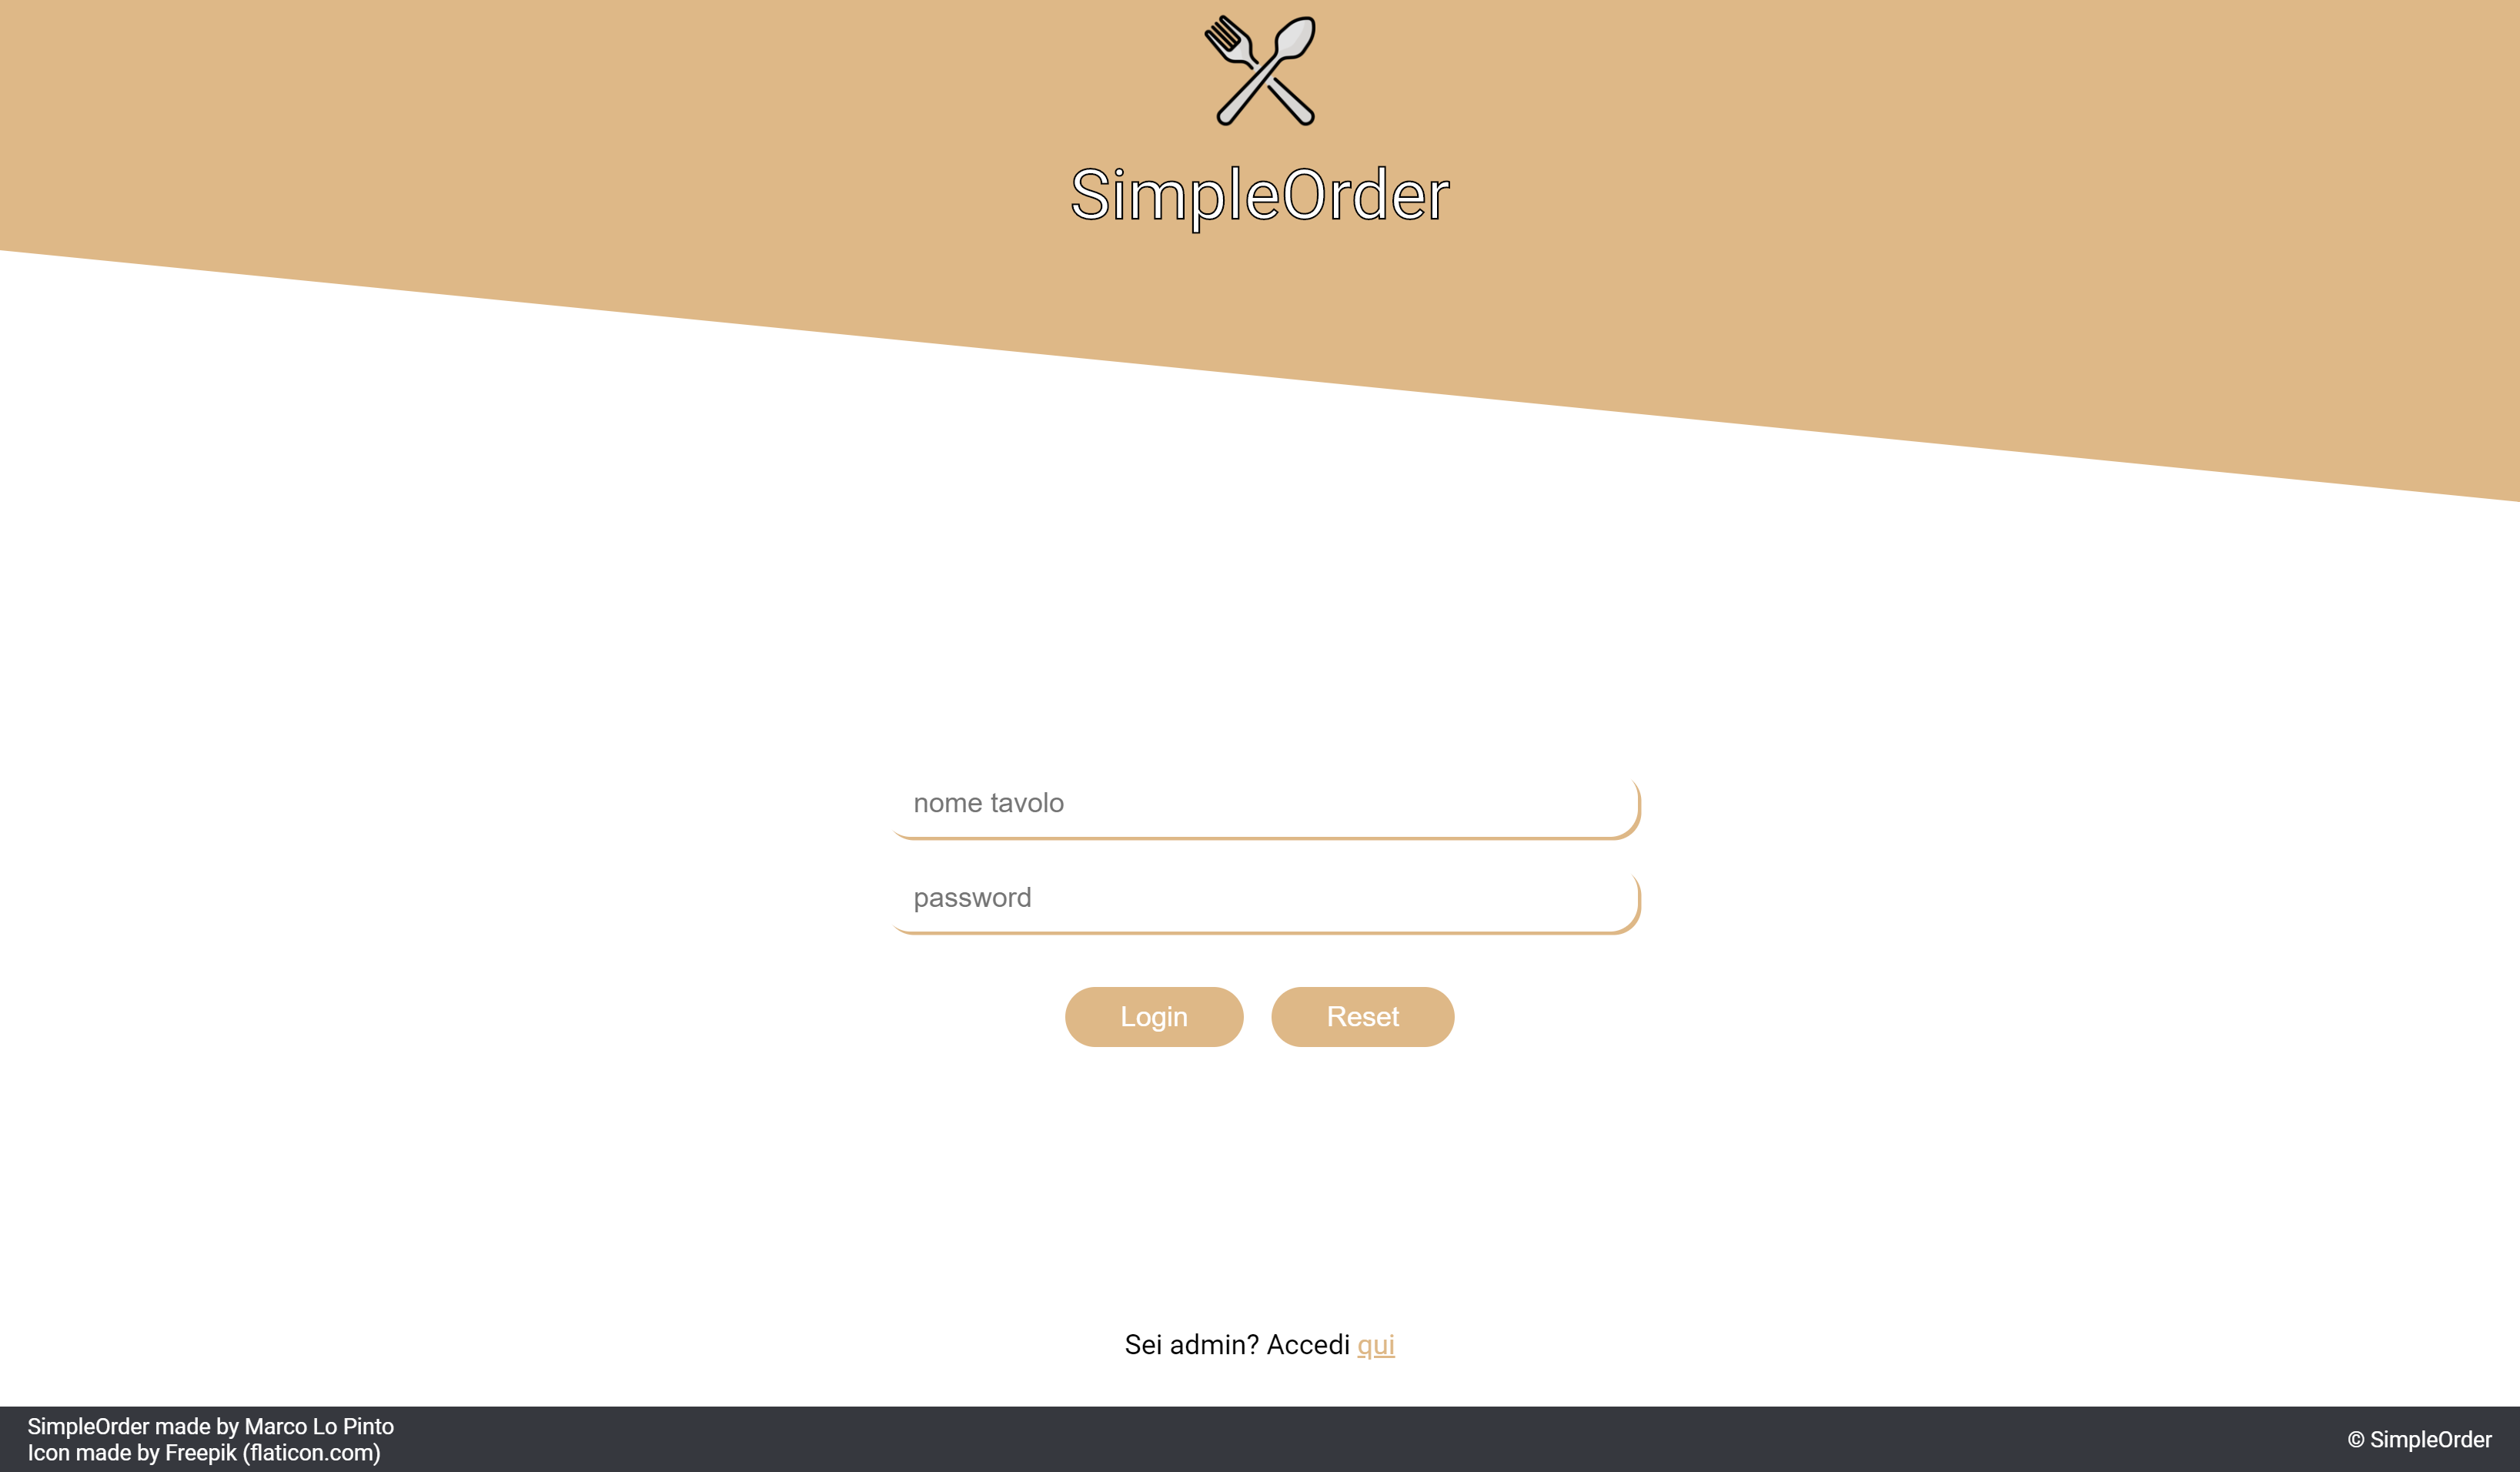 SimpleOrder
nome tavolo
password
Login
Reset
Sei admin? Accedi qui
SimpleOrder made by Marco Lo Pinto
Icon made by Freepik (flaticon.com)
© SimpleOrder